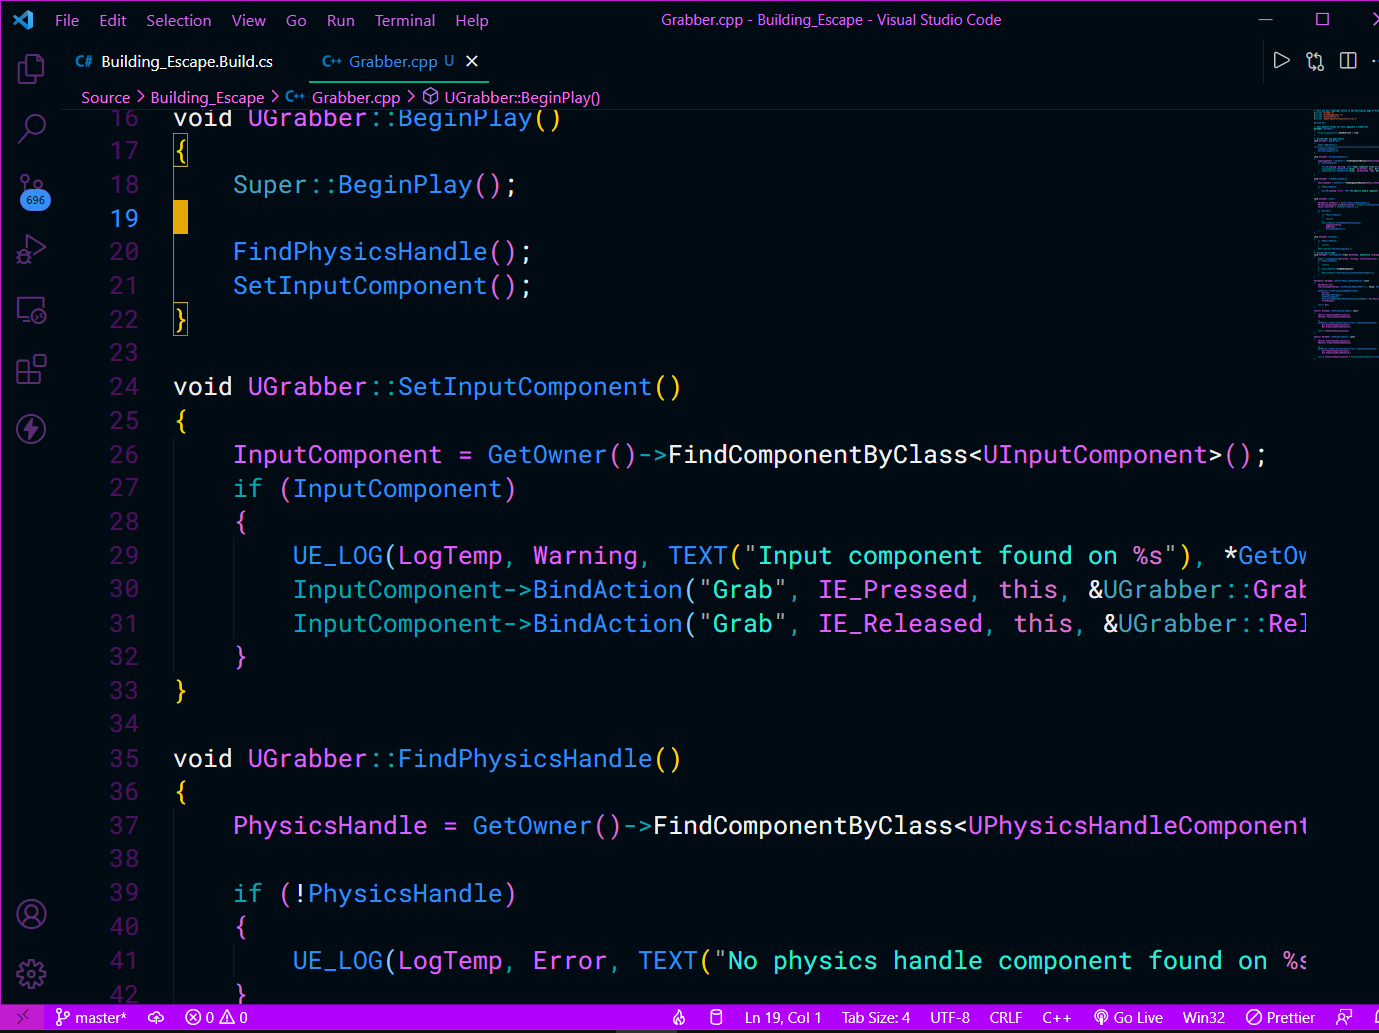 File Edit Selection View Go Run Terminal Help Grabber.cpp - Building_Escape - Visual Studio Code
C# Building_Escape.Build.cs C++ Grabber.cpp U
Source > Building_Escape > C++ Grabber.cpp > UGrabber::BeginPlay()
696
16 void UGrabber::BeginPlay()
17 {
18 Super::BeginPlay();
19
20 FindPhysicsHandle();
21 SetInputComponent();
22 }
23
24 void UGrabber::SetInputComponent()
25 {
26 InputComponent = GetOwner()->FindComponentByClass<UInputComponent>();
27 if (InputComponent)
28 {
29 UE_LOG(LogTemp, Warning, TEXT("Input component found on %s"), *GetOw
30 InputComponent->BindAction("Grab", IE_Pressed, this, &UGrabber::Grab
31 InputComponent->BindAction("Grab", IE_Released, this, &UGrabber::Rel
32 }
33 }
34
35 void UGrabber::FindPhysicsHandle()
36 {
37 PhysicsHandle = GetOwner()->FindComponentByClass<UPhysicsHandleComponent
38
39 if (!PhysicsHandle)
40 {
41 UE_LOG(LogTemp, Error, TEXT("No physics handle component found on %s
42 }
master* 0 0 Ln 19, Col 1 Tab Size: 4 UTF-8 CRLF C++ Go Live Win32 Prettier